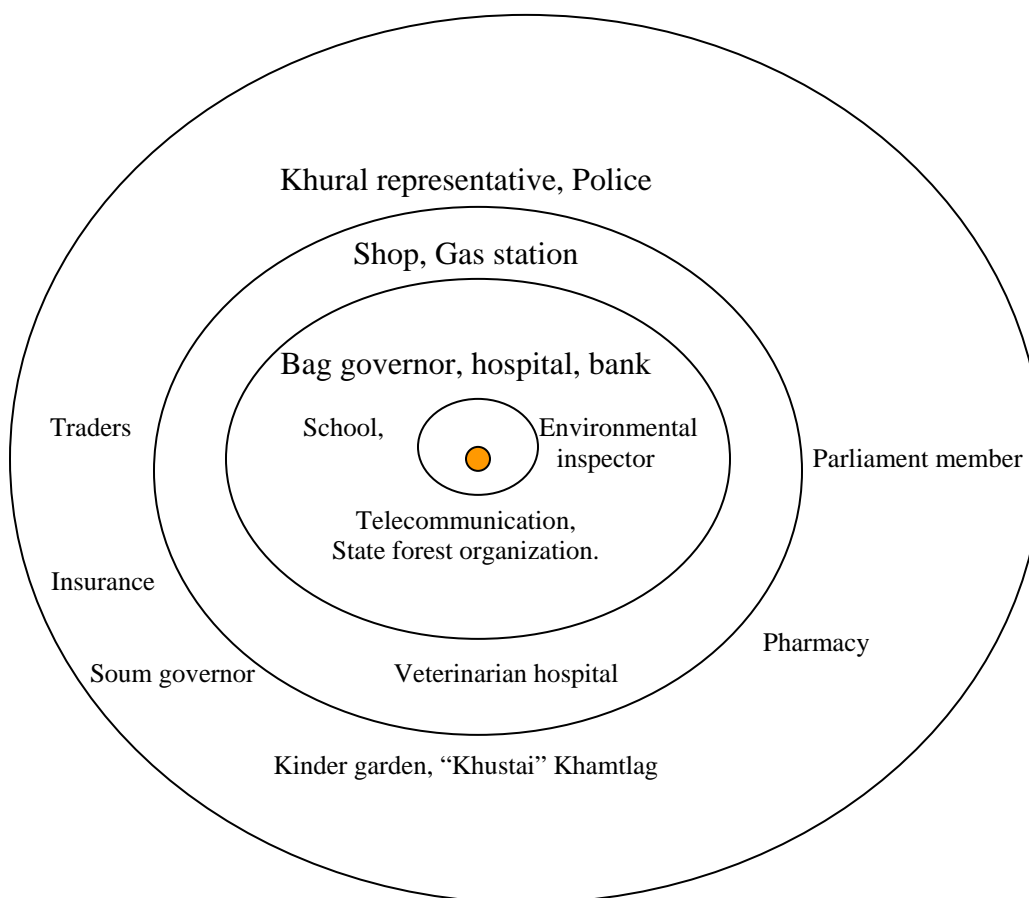 Khural representative, Police
Shop, Gas station
Bag governor, hospital, bank
Traders
School,
Environmental
inspector
Parliament member
Telecommunication,
State forest organization.
Insurance
Pharmacy
Soum governor
Veterinarian hospital
Kinder garden, “Khustai” Khamtlag